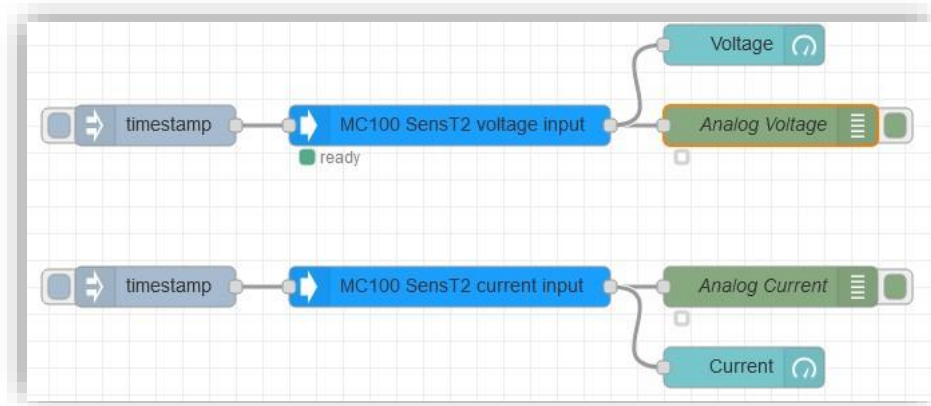 Voltage
timestamp
MC100 SensT2 voltage input
Analog Voltage
ready
timestamp
MC100 SensT2 current input
Analog Current
Current